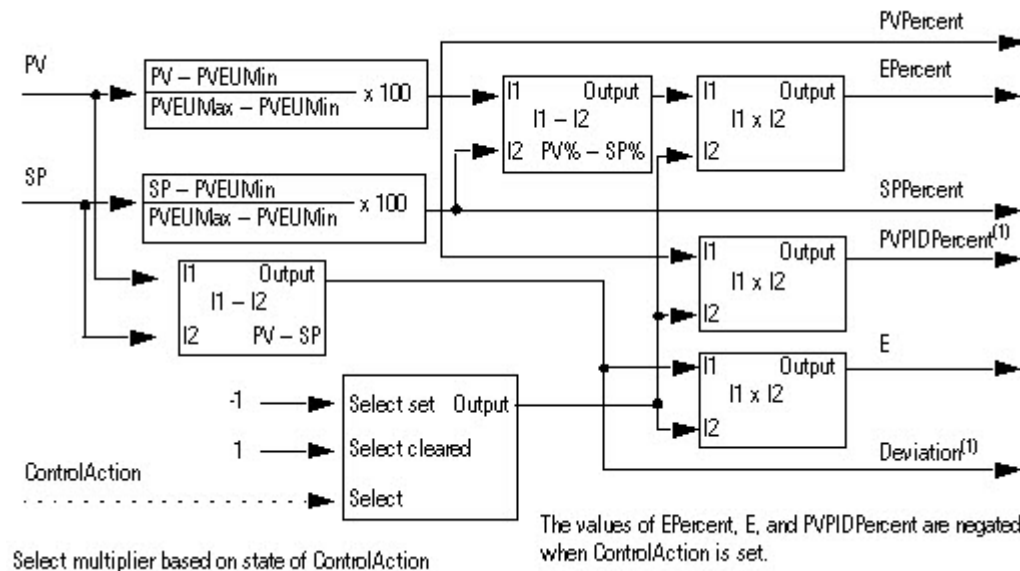 PVPercent
PV
EPercent
PV – PVEUMin
PVEUMax – PVEUMin
x 100
I1 Output
I1 – I2
I2 PV% – SP%
I1 Output
I1 x I2
I2
SP
SP – PVEUMin
PVEUMax – PVEUMin
x 100
SPPercent
PVPIDPercent(1)
I1 Output
I1 – I2
I2 PV – SP
I1 Output
I1 x I2
I2
E
I1 Output
I1 x I2
I2
-1
Select set Output
1
Select cleared
Deviation(1)
ControlAction
Select
The values of EPercent, E, and PVPIDPercent are negated
when ControlAction is set.
Select multiplier based on state of ControlAction